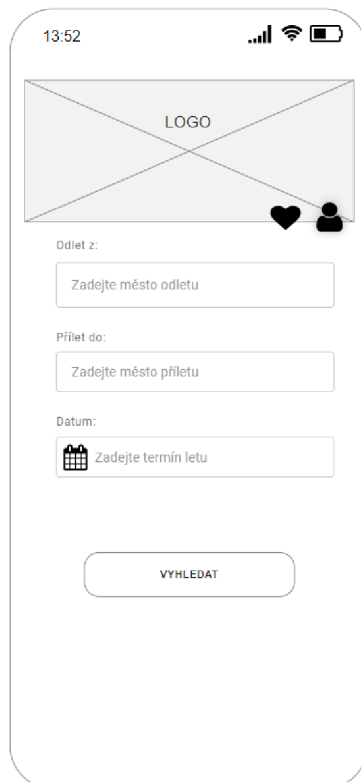 13:52
LOGO
Odlet z:
Zadejte město odletu
Přílet do:
Zadejte město příletu
Datum:
Zadejte termín letu
VYHLEDAT